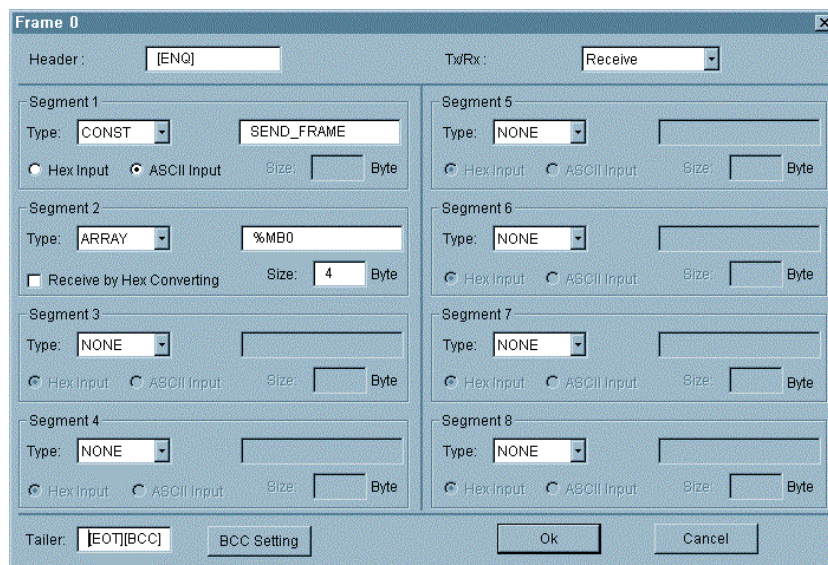 Frame 0
Header : [ENQ] Tx/Rx : Receive
Segment 1
Type: CONST SEND_FRAME
Hex Input ASCII Input Size: Byte
Segment 2
Type: ARRAY %MB0
Receive by Hex Converting Size: 4 Byte
Segment 3
Type: NONE
Hex Input ASCII Input Size: Byte
Segment 4
Type: NONE
Hex Input ASCII Input Size: Byte
Segment 5
Type: NONE
Hex Input ASCII Input Size: Byte
Segment 6
Type: NONE
Hex Input ASCII Input Size: Byte
Segment 7
Type: NONE
Hex Input ASCII Input Size: Byte
Segment 8
Type: NONE
Hex Input ASCII Input Size: Byte
Tailer: [EOT][BCC] BCC Setting Ok Cancel